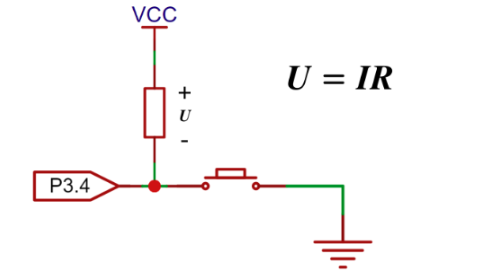 VCC
U = IR
+
U
-
P3.4